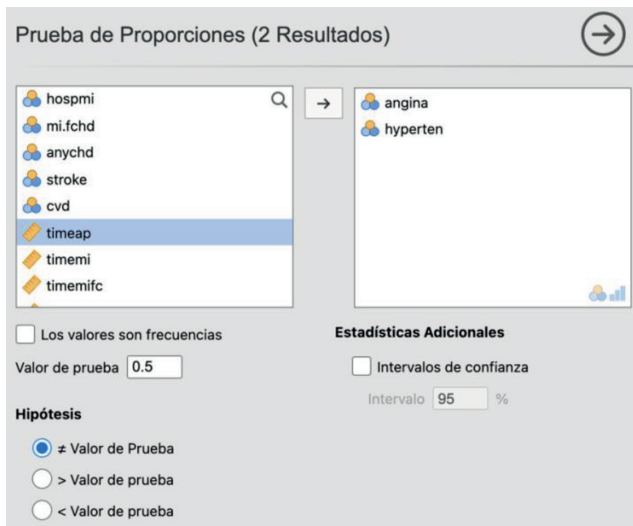 Prueba de Proporciones (2 Resultados)
hospmi
mi.fchd
anychd
stroke
cvd
timeap
timemi
timemifc
angina
hyperten
Los valores son frecuencias
Valor de prueba 0.5
Hipótesis
≠ Valor de Prueba
> Valor de prueba
< Valor de prueba
Estadísticas Adicionales
Intervalos de confianza
Intervalo 95 %